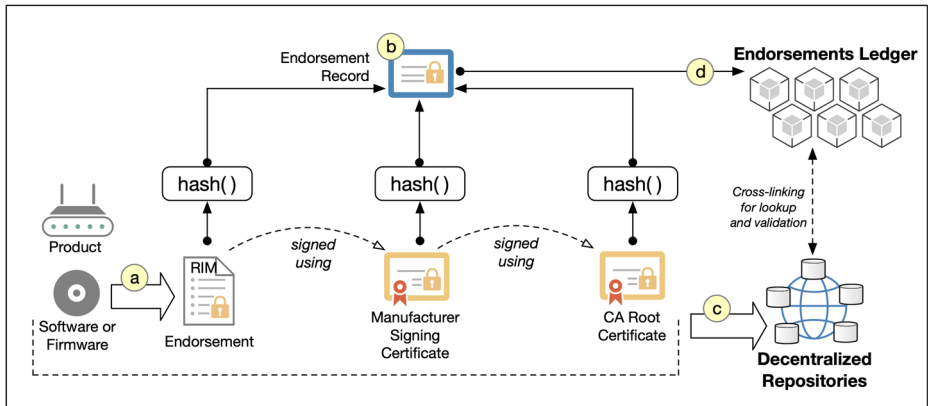 b
Endorsement
Record
d
Endorsements Ledger
hash( )
hash( )
hash( )
Product
Cross-linking
for lookup
and validation
signed
using
signed
using
a
RIM
Software or
Firmware
Endorsement
Manufacturer
Signing
Certificate
CA Root
Certificate
c
Decentralized
Repositories